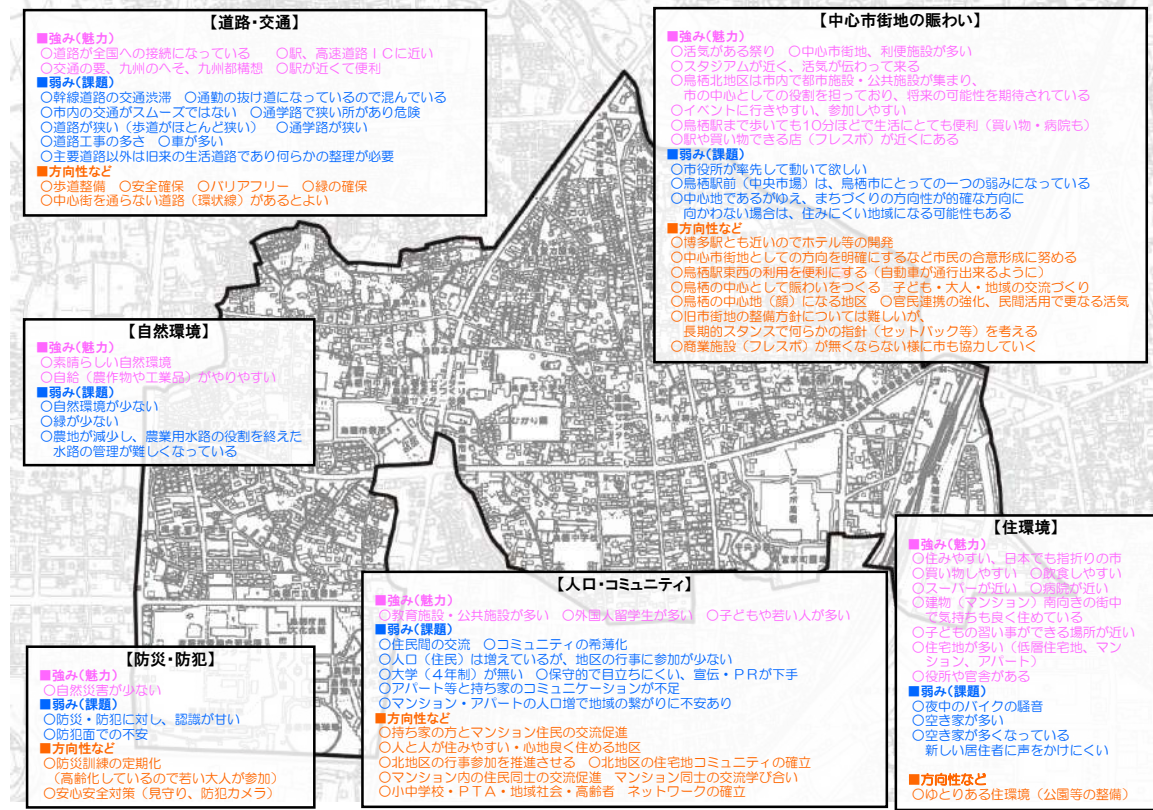 【道路・交通】
■強み(魅力)
○道路が全国への接続になっている　○駅、高速道路ＩＣに近い
○交通の要、九州のへそ、九州都構想　○駅が近くて便利
■弱み(課題)
○幹線道路の交通渋滞　○通勤の抜け道になっているので混んでいる
○市内の交通がスムーズではない　○通学路で狭い所があり危険
○道路が狭い（歩道がほとんど狭い）　○通学路が狭い
○道路工事の多さ　○車が多い
○主要道路以外は旧来の生活道路であり何らかの整理が必要
■方向性など
○歩道整備　○安全確保　○バリアフリー　○緑の確保
○中心街を通らない道路（環状線）があるとよい
【中心市街地の賑わい】
■強み(魅力)
○活気がある祭り　○中心市街地、利便施設が多い
○スタジアムが近く、活気が伝わって来る
○鳥栖北地区は市内で都市施設・公共施設が集まり、
市の中心としての役割を担っており、将来の可能性を期待されている
○イベントに行きやすい、参加しやすい
○鳥栖駅まで歩いても10分ほどで生活にとても便利（買い物・病院も）
○駅や買い物できる店（フレスポ）が近くにある
■弱み(課題)
○市役所が率先して動いて欲しい
○鳥栖駅前（中央市場）は、鳥栖市にとっての一つの弱みになっている
○中心地であるがゆえ、まちづくりの方向性が的確な方向に
向かわない場合は、住みにくい地域になる可能性もある
■方向性など
○博多駅とも近いのでホテル等の開発
○中心市街地としての方向を明確にするなど市民の合意形成に努める
○鳥栖駅東西の利用を便利にする（自動車が通行出来るように）
○鳥栖の中心として賑わいをつくる　子ども・大人・地域の交流づくり
○鳥栖の中心地（顔）になる地区　○官民連携の強化、民間活用で更なる活気
○旧市街地の整備方針については難しいが、
長期的スタンスで何らかの指針（セットバック等）を考える
○商業施設（フレスポ）が無くならない様に市も協力していく
【自然環境】
■強み(魅力)
○素晴らしい自然環境
○自給（農作物や工業品）がやりやすい
■弱み(課題)
○自然環境が少ない
○緑が少ない
○農地が減少し、農業用水路の役割を終えた
水路の管理が難しくなっている
【防災・防犯】
■強み(魅力)
○自然災害が少ない
■弱み(課題)
○防災・防犯に対し、認識が甘い
○防犯面での不安
■方向性など
○防災訓練の定期化
（高齢化しているので若い大人が参加）
○安心安全対策（見守り、防犯カメラ）
【人口・コミュニティ】
■強み(魅力)
○教育施設・公共施設が多い　○外国人留学生が多い　○子どもや若い人が多い
■弱み(課題)
○住民間の交流　○コミュニティの希薄化
○人口（住民）は増えているが、地区の行事に参加が少ない
○大学（４年制）が無い　○保守的で目立ちにくい、宣伝・ＰＲが下手
○アパート等と持ち家のコミュニケーションが不足
○マンション・アパートの人口増で地域の繋がりに不安あり
■方向性など
○持ち家の方とマンション住民の交流促進
○人と人が住みやすい・心地良く住める地区
○北地区の行事参加を推進させる　○北地区の住宅地コミュニティの確立
○マンション内の住民同士の交流促進　マンション同士の交流学び合い
○小中学校・ＰＴＡ・地域社会・高齢者　ネットワークの確立
【住環境】
■強み(魅力)
○住みやすい、日本でも指折りの市
○買い物しやすい　○飲食しやすい
○スーパーが近い　○病院が近い
○建物（マンション）南向きの街中
で気持ちも良く住めている
○子どもの習い事ができる場所が近い
○住宅地が多い（低層住宅地、マン
ション、アパート）
○役所や官舎がある
■弱み(課題)
○夜中のバイクの騒音
○空き家が多い
○空き家が多くなっている
新しい居住者に声をかけにくい
■方向性など
○ゆとりある住環境（公園等の整備）